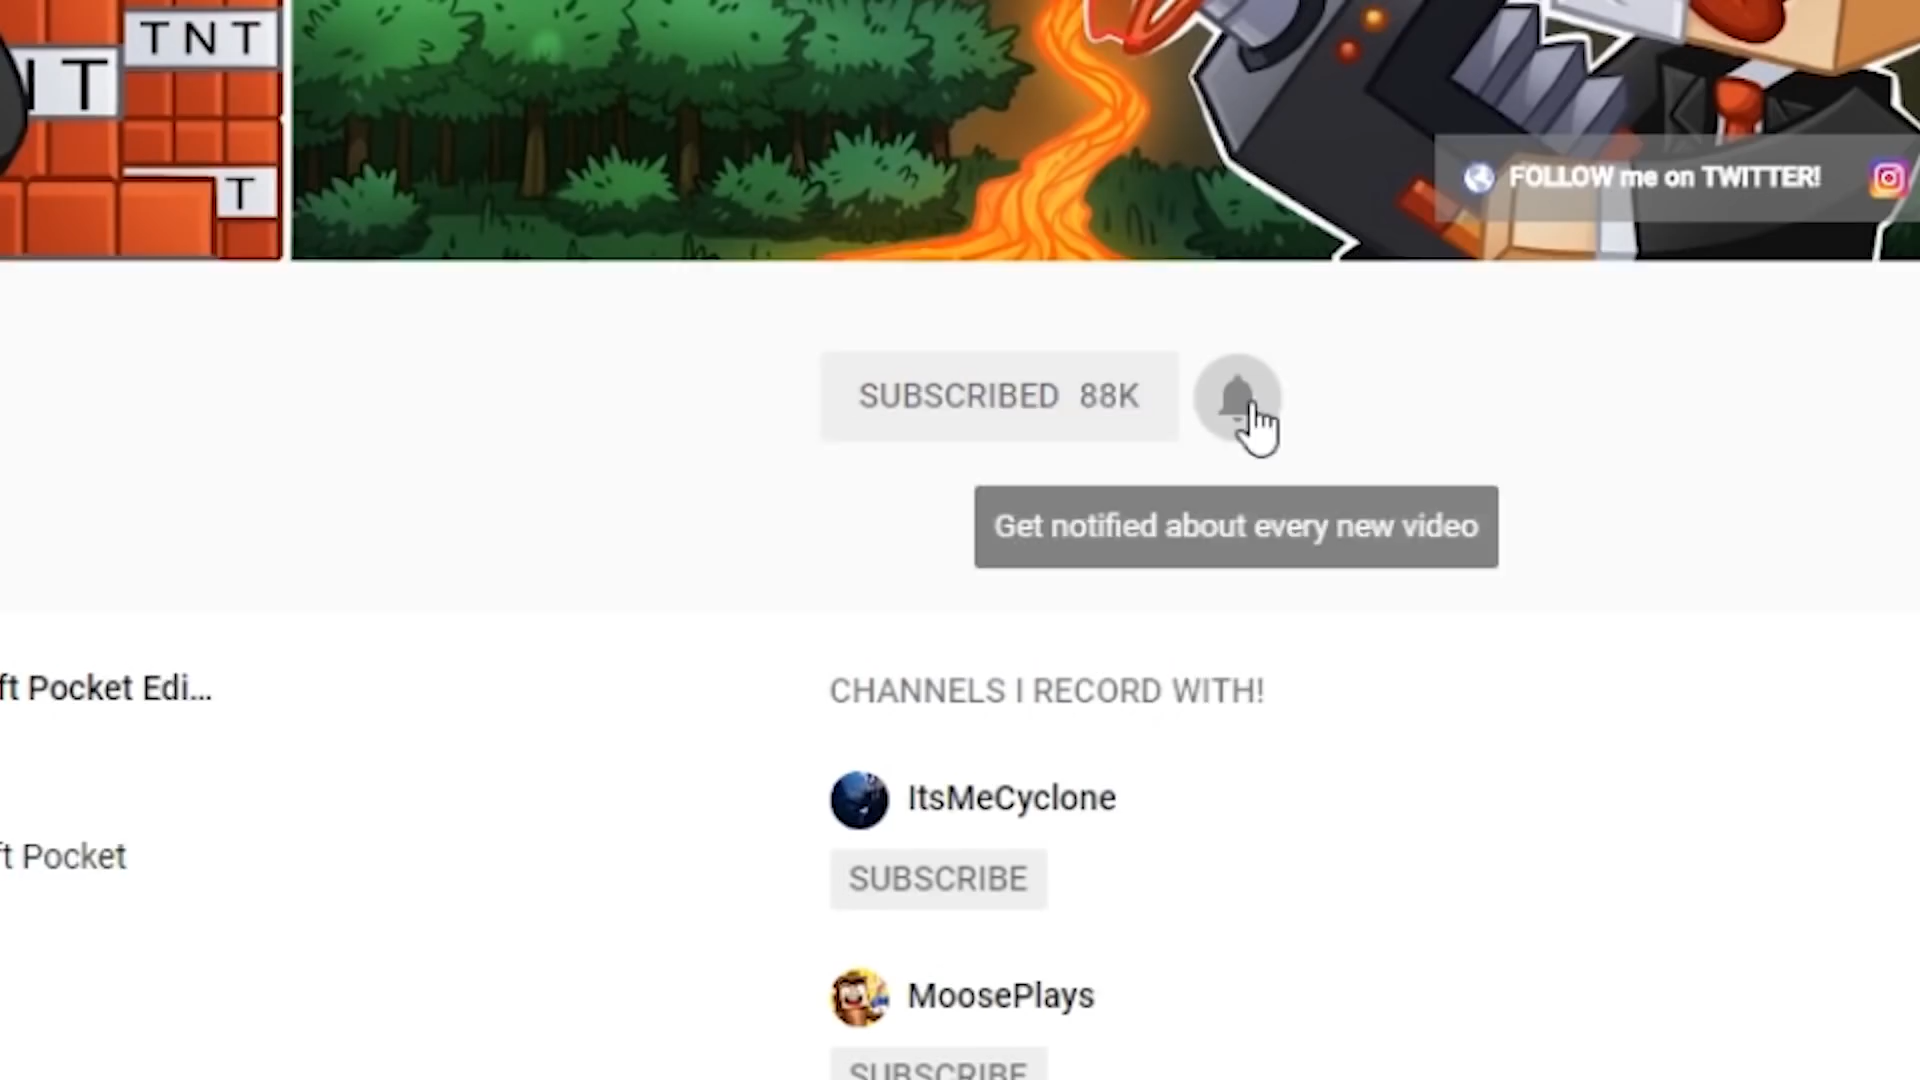 TNT
IT
T
FOLLOW me on TWITTER!
SUBSCRIBED 88K
Get notified about every new video
ft Pocket Edi...
CHANNELS I RECORD WITH!
ItsMeCyclone
ft Pocket
SUBSCRIBE
MoosePlays
SUBSCRIBE